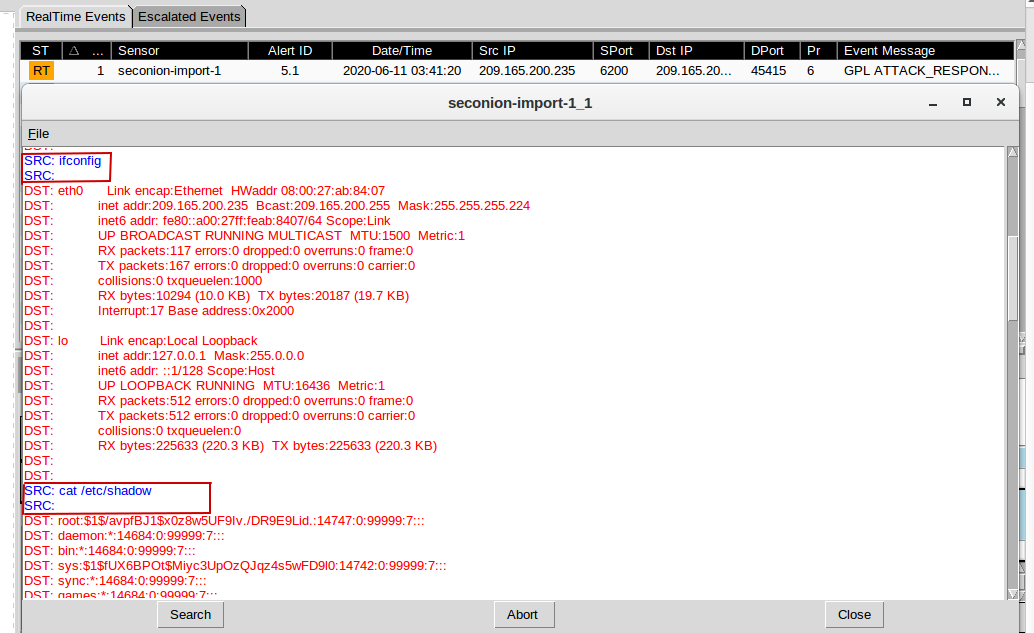 RealTime Events Escalated Events
ST ... Sensor Alert ID Date/Time Src IP SPort Dst IP DPort Pr Event Message
RT 1 seconion-import-1 5.1 2020-06-11 03:41:20 209.165.200.235 6200 209.165.20... 45415 6 GPL ATTACK_RESPON...
seconion-import-1_1
File
SRC: ifconfig
SRC:
DST: eth0 Link encap:Ethernet HWaddr 08:00:27:ab:84:07
DST: inet addr:209.165.200.235 Bcast:209.165.200.255 Mask:255.255.255.224
DST: inet6 addr: fe80::a00:27ff:feab:8407/64 Scope:Link
DST: UP BROADCAST RUNNING MULTICAST MTU:1500 Metric:1
DST: RX packets:117 errors:0 dropped:0 overruns:0 frame:0
DST: TX packets:167 errors:0 dropped:0 overruns:0 carrier:0
DST: collisions:0 txqueuelen:1000
DST: RX bytes:10294 (10.0 KB) TX bytes:20187 (19.7 KB)
DST: Interrupt:17 Base address:0x2000
DST:
DST: lo Link encap:Local Loopback
DST: inet addr:127.0.0.1 Mask:255.0.0.0
DST: inet6 addr: ::1/128 Scope:Host
DST: UP LOOPBACK RUNNING MTU:16436 Metric:1
DST: RX packets:512 errors:0 dropped:0 overruns:0 frame:0
DST: TX packets:512 errors:0 dropped:0 overruns:0 carrier:0
DST: collisions:0 txqueuelen:0
DST: RX bytes:225633 (220.3 KB) TX bytes:225633 (220.3 KB)
DST:
DST:
SRC: cat /etc/shadow
SRC:
DST: root:$1$/avpfBJ1$x0z8w5UF9Iv./DR9E9Lid.:14747:0:99999:7:::
DST: daemon:*:14684:0:99999:7:::
DST: bin:*:14684:0:99999:7:::
DST: sys:$1$fUX6BPOt$Miyc3UpOzQJqz4s5wFD9l0:14742:0:99999:7:::
DST: sync:*:14684:0:99999:7:::
DST: games:*:14684:0:99999:7:::
Search Abort Close